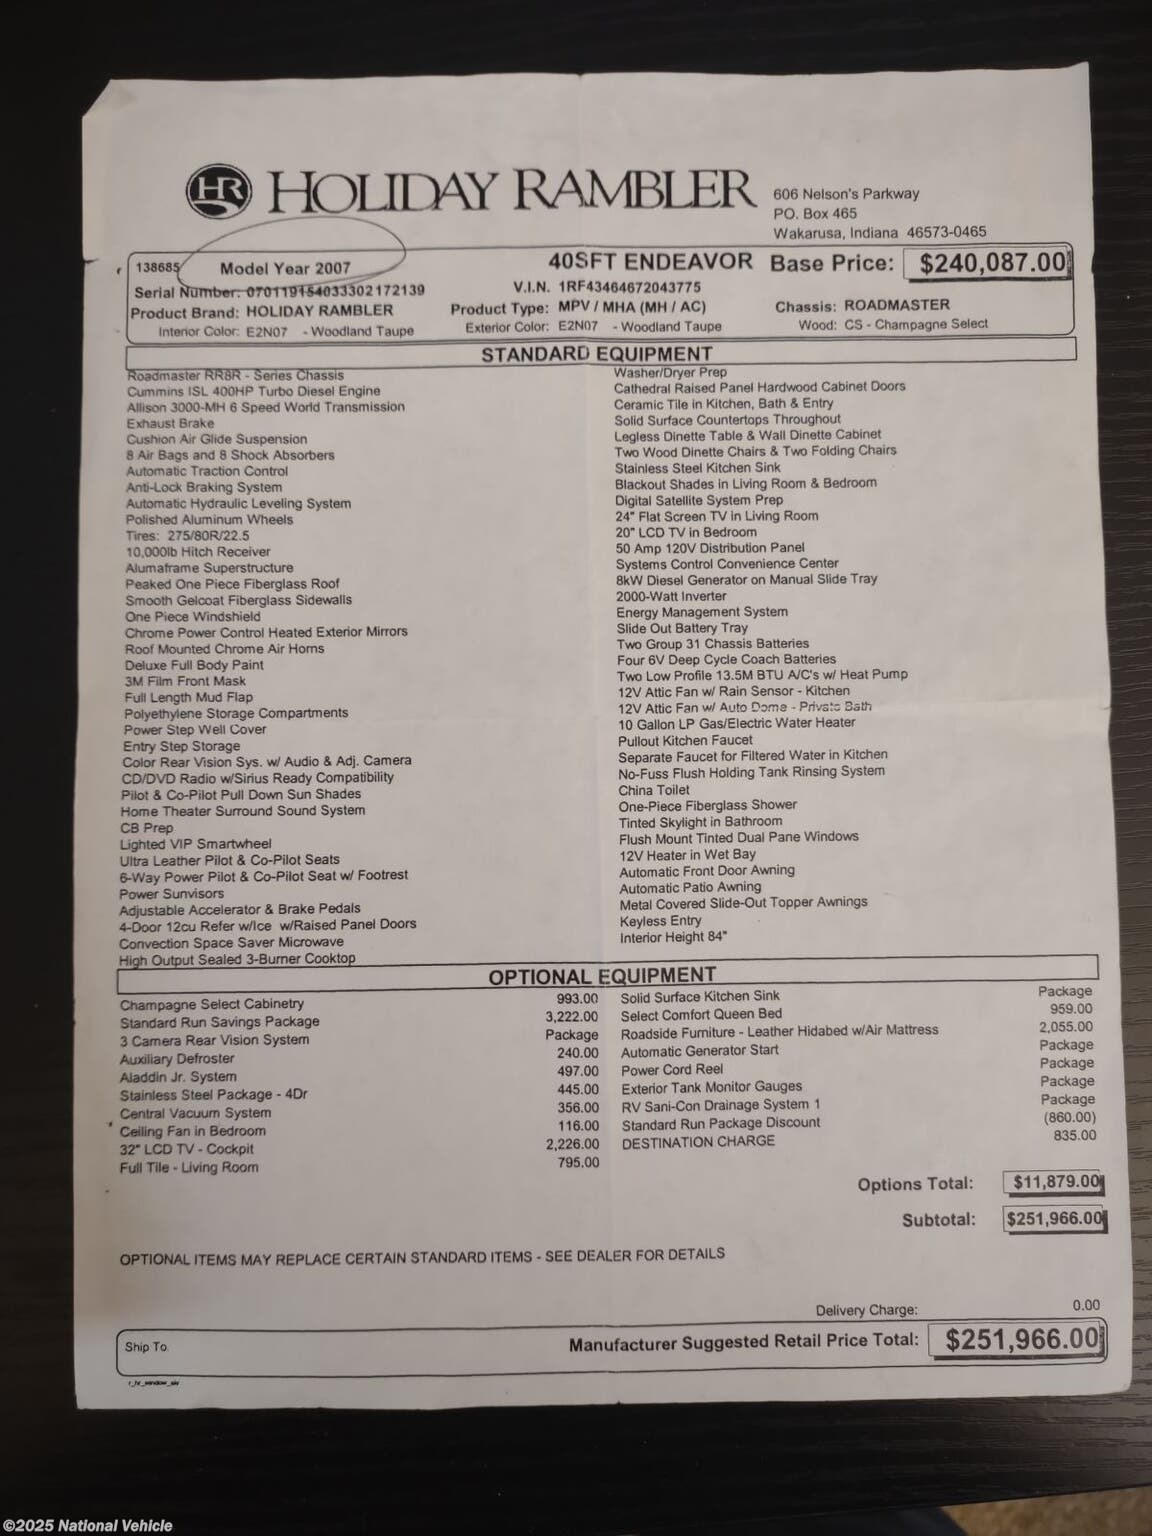 HR HOLIDAY RAMBLER
606 Nelson's Parkway
PO. Box 465
Wakarusa, Indiana 46573-0465
138685 Model Year 2007 40SFT ENDEAVOR Base Price: $240,087.00
Serial Number: 070119154033302172139 V.I.N. 1RF43464672043775
Product Brand: HOLIDAY RAMBLER Product Type: MPV / MHA (MH / AC) Chassis: ROADMASTER
Interior Color: E2N07 - Woodland Taupe Exterior Color: E2N07 - Woodland Taupe Wood: CS - Champagne Select
STANDARD EQUIPMENT
Roadmaster RR8R - Series Chassis
Cummins ISL 400HP Turbo Diesel Engine
Allison 3000-MH 6 Speed World Transmission
Exhaust Brake
Cushion Air Glide Suspension
8 Air Bags and 8 Shock Absorbers
Automatic Traction Control
Anti-Lock Braking System
Automatic Hydraulic Leveling System
Polished Aluminum Wheels
Tires: 275/80R/22.5
10,000lb Hitch Receiver
Alumaframe Superstructure
Peaked One Piece Fiberglass Roof
Smooth Gelcoat Fiberglass Sidewalls
One Piece Windshield
Chrome Power Control Heated Exterior Mirrors
Roof Mounted Chrome Air Horns
Deluxe Full Body Paint
3M Film Front Mask
Full Length Mud Flap
Polyethylene Storage Compartments
Power Step Well Cover
Entry Step Storage
Color Rear Vision Sys. w/ Audio & Adj. Camera
CD/DVD Radio w/Sirius Ready Compatibility
Pilot & Co-Pilot Pull Down Sun Shades
Home Theater Surround Sound System
CB Prep
Lighted VIP Smartwheel
Ultra Leather Pilot & Co-Pilot Seats
6-Way Power Pilot & Co-Pilot Seat w/ Footrest
Power Sunvisors
Adjustable Accelerator & Brake Pedals
4-Door 12cu Refer w/Ice w/Raised Panel Doors
Convection Space Saver Microwave
High Output Sealed 3-Burner Cooktop
Washer/Dryer Prep
Cathedral Raised Panel Hardwood Cabinet Doors
Ceramic Tile in Kitchen, Bath & Entry
Solid Surface Countertops Throughout
Legless Dinette Table & Wall Dinette Cabinet
Two Wood Dinette Chairs & Two Folding Chairs
Stainless Steel Kitchen Sink
Blackout Shades in Living Room & Bedroom
Digital Satellite System Prep
24" Flat Screen TV in Living Room
20" LCD TV in Bedroom
50 Amp 120V Distribution Panel
Systems Control Convenience Center
8kW Diesel Generator on Manual Slide Tray
2000-Watt Inverter
Energy Management System
Slide Out Battery Tray
Two Group 31 Chassis Batteries
Four 6V Deep Cycle Coach Batteries
Two Low Profile 13.5M BTU A/C's w/ Heat Pump
12V Attic Fan w/ Rain Sensor - Kitchen
12V Attic Fan w/ Auto Dome - Private Bath
10 Gallon LP Gas/Electric Water Heater
Pullout Kitchen Faucet
Separate Faucet for Filtered Water in Kitchen
No-Fuss Flush Holding Tank Rinsing System
China Toilet
One-Piece Fiberglass Shower
Tinted Skylight in Bathroom
Flush Mount Tinted Dual Pane Windows
12V Heater in Wet Bay
Automatic Front Door Awning
Automatic Patio Awning
Metal Covered Slide-Out Topper Awnings
Keyless Entry
Interior Height 84"
OPTIONAL EQUIPMENT
Champagne Select Cabinetry 993.00
Standard Run Savings Package 3,222.00
3 Camera Rear Vision System Package
Auxiliary Defroster 240.00
Aladdin Jr. System 497.00
Stainless Steel Package - 4Dr 445.00
Central Vacuum System 356.00
Ceiling Fan in Bedroom 116.00
32" LCD TV - Cockpit 2,226.00
Full Tile - Living Room 795.00
Solid Surface Kitchen Sink Package
Select Comfort Queen Bed 959.00
Roadside Furniture - Leather Hidabed w/Air Mattress 2,055.00
Automatic Generator Start Package
Power Cord Reel Package
Exterior Tank Monitor Gauges Package
RV Sani-Con Drainage System 1 Package
Standard Run Package Discount (860.00)
DESTINATION CHARGE 835.00
Options Total: $11,879.00
Subtotal: $251,966.00
OPTIONAL ITEMS MAY REPLACE CERTAIN STANDARD ITEMS - SEE DEALER FOR DETAILS
Delivery Charge: 0.00
Ship To Manufacturer Suggested Retail Price Total: $251,966.00
©2025 National Vehicle